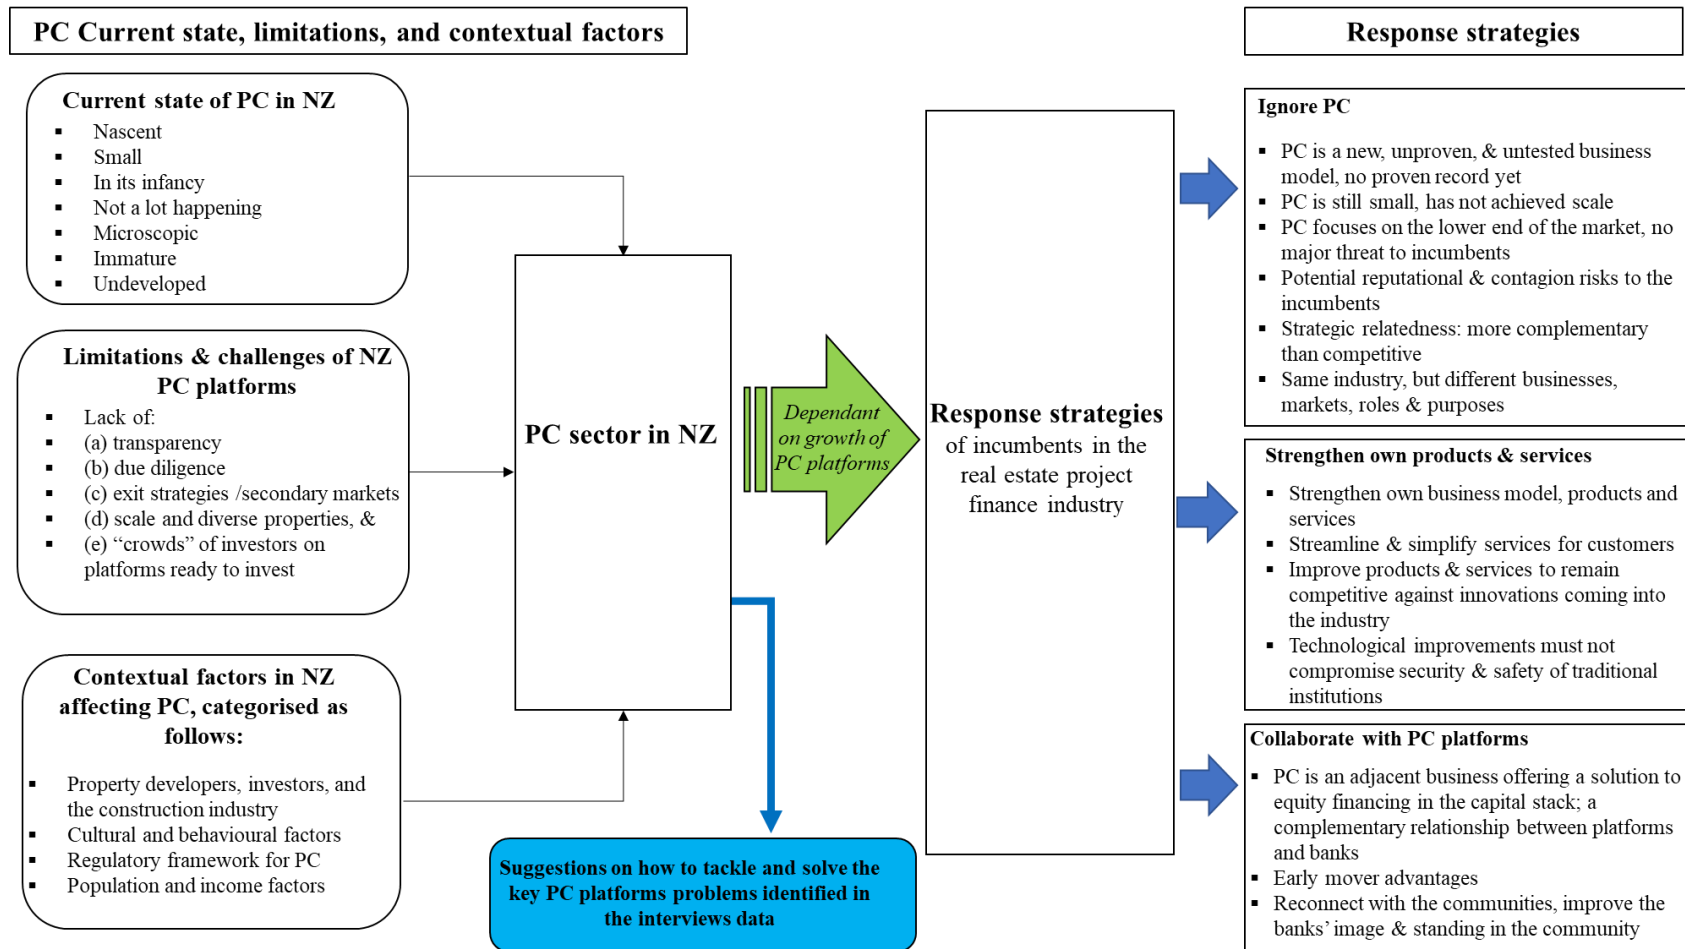 PC Current state, limitations, and contextual factors
Current state of PC in NZ
▪ Nascent
▪ Small
▪ In its infancy
▪ Not a lot happening
▪ Microscopic
▪ Immature
▪ Undeveloped
Limitations & challenges of NZ
PC platforms
▪ Lack of:
▪ (a) transparency
▪ (b) due diligence
▪ (c) exit strategies /secondary markets
▪ (d) scale and diverse properties, &
▪ (e) “crowds” of investors on
platforms ready to invest
Contextual factors in NZ
affecting PC, categorised as
follows:
▪ Property developers, investors, and
the construction industry
▪ Cultural and behavioural factors
▪ Regulatory framework for PC
▪ Population and income factors
PC sector in NZ
Dependant
on growth of
PC platforms
Suggestions on how to tackle and solve the
key PC platforms problems identified in
the interviews data
Response strategies
of incumbents in the
real estate project
finance industry
Response strategies
Ignore PC
▪ PC is a new, unproven, & untested business
model, no proven record yet
▪ PC is still small, has not achieved scale
▪ PC focuses on the lower end of the market, no
major threat to incumbents
▪ Potential reputational & contagion risks to the
incumbents
▪ Strategic relatedness: more complementary
than competitive
▪ Same industry, but different businesses,
markets, roles & purposes
Strengthen own products & services
▪ Strengthen own business model, products and
services
▪ Streamline & simplify services for customers
▪ Improve products & services to remain
competitive against innovations coming into
the industry
▪ Technological improvements must not
compromise security & safety of traditional
institutions
Collaborate with PC platforms
▪ PC is an adjacent business offering a solution to
equity financing in the capital stack; a
complementary relationship between platforms
and banks
▪ Early mover advantages
▪ Reconnect with the communities, improve the
banks’ image & standing in the community